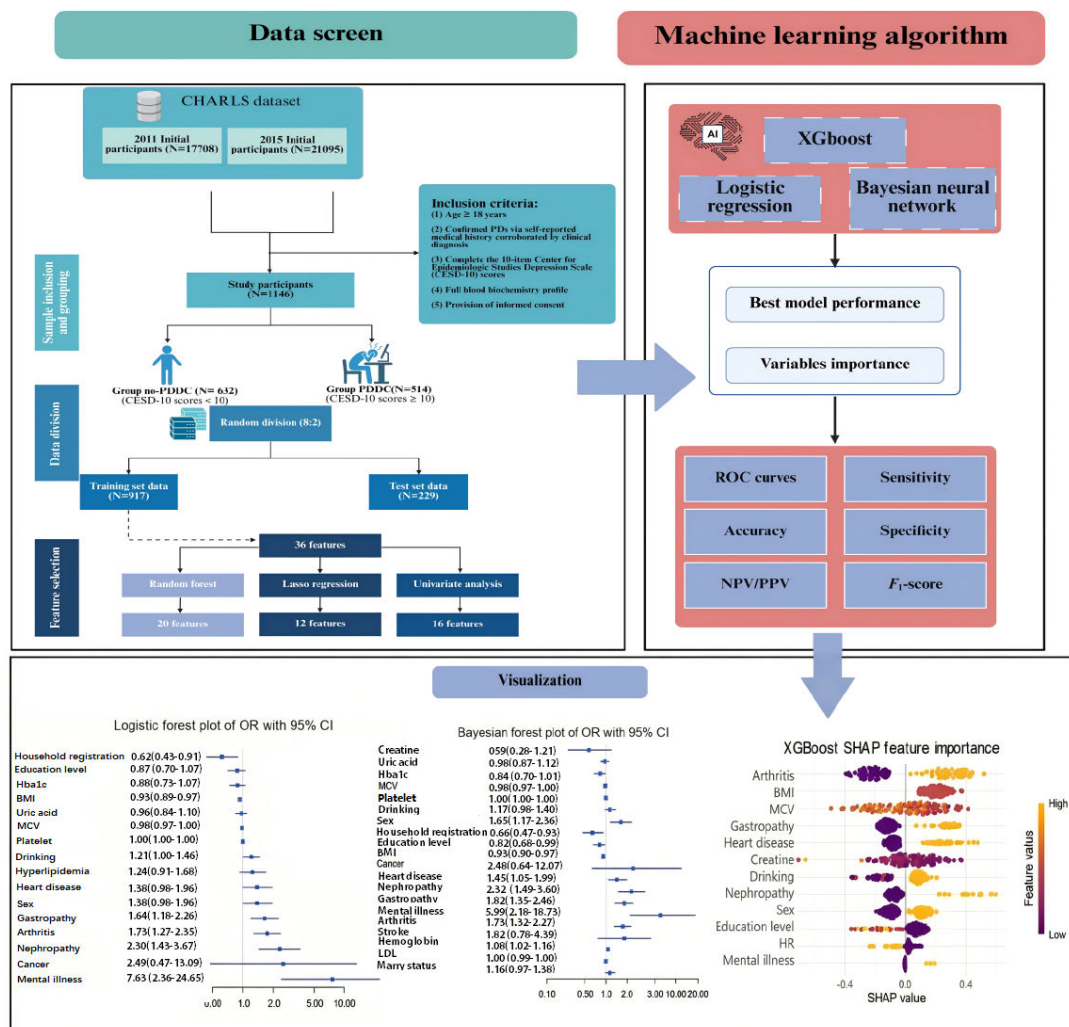 Data screen
Machine learning algorithm
CHARLS dataset
2011 Initial
participants (N=17708)
2015 Initial
participants (N=21095)
Inclusion criteria:
(1) Age ≥ 18 years
(2) Confirmed PDs via self-reported
medical history corroborated by clinical
diagnosis
(3) Complete the 10-item Center for
Epidemiologic Studies Depression Scale
(CESD-10) scores
(4) Full blood biochemistry profile
(5) Provision of informed consent
Sample inclusion
and grouping
Study participants
(N=1146)
Group no-PDDC (N= 632)
(CESD-10 scores < 10)
Group PDDC(N=514)
(CESD-10 scores ≥ 10)
Data division
Random division (8:2)
Training set data
(N=917)
Test set data
(N=229)
Feature selection
36 features
Random forest
Lasso regression
Univariate analysis
20 features
12 features
16 features
AI
XGboost
Logistic
regression
Bayesian neural
network
Best model performance
Variables importance
ROC curves
Sensitivity
Accuracy
Specificity
NPV/PPV
F1-score
Visualization
Logistic forest plot of OR with 95% CI
Household registration 0.62(0.43-0.91)
Education level 0.87 (0.70-1.07)
Hba1c 0.88(0.73-1.07)
BMI 0.93(0.89-0.97)
Uric acid 0.96(0.84-1.10)
MCV 0.98(0.97-1.00)
Platelet 1.00(1.00-1.00)
Drinking 1.21(1.00-1.46)
Hyperlipidemia 1.24(0.91-1.68)
Heart disease 1.38(0.98-1.96)
Sex 1.38(0.98-1.96)
Gastropathy 1.64(1.18-2.26)
Arthritis 1.73(1.27-2.35)
Nephropathy 2.30(1.43-3.67)
Cancer 2.49(0.47-13.09)
Mental illness 7.63 (2.36-24.65)
0.00 1.0 2.0 4.00 10.00
Bayesian forest plot of OR with 95% CI
Creatine 059(0.28-1.21)
Uric acid 0.98(0.87-1.12)
Hba1c 0.84(0.70-1.01)
MCV 0.98(0.97-1.00)
Platelet 1.00(1.00-1.00)
Drinking 1.17(0.98-1.40)
Sex 1.65(1.17-2.36)
Household registration 0.66(0.47-0.93)
Education level 0.82(0.68-0.99)
BMI 0.93(0.90-0.97)
Cancer 2.48(0.64-12.07)
Heart disease 1.45(1.05-1.99)
Nephropathy 2.32 (1.49-3.60)
Gastropathy 1.82(1.35-2.46)
Mental illness 5.99(2.18-18.73)
Arthritis 1.73(1.32-2.27)
Stroke 1.82(0.78-4.39)
Hemoglobin 1.08(1.02-1.16)
LDL 1.00(0.99-1.00)
Marry status 1.16(0.97-1.38)
0.10 0.50 1.0 2.0 3.00 10.00 20.00
XGBoost SHAP feature importance
Arthritis
BMI
MCV
Gastropathy
Heart disease
Creatine
Drinking
Nephropathy
Sex
Education level
HR
Mental illness
-0.4 0.0 0.4
SHAP value
High
Feature valus
Low